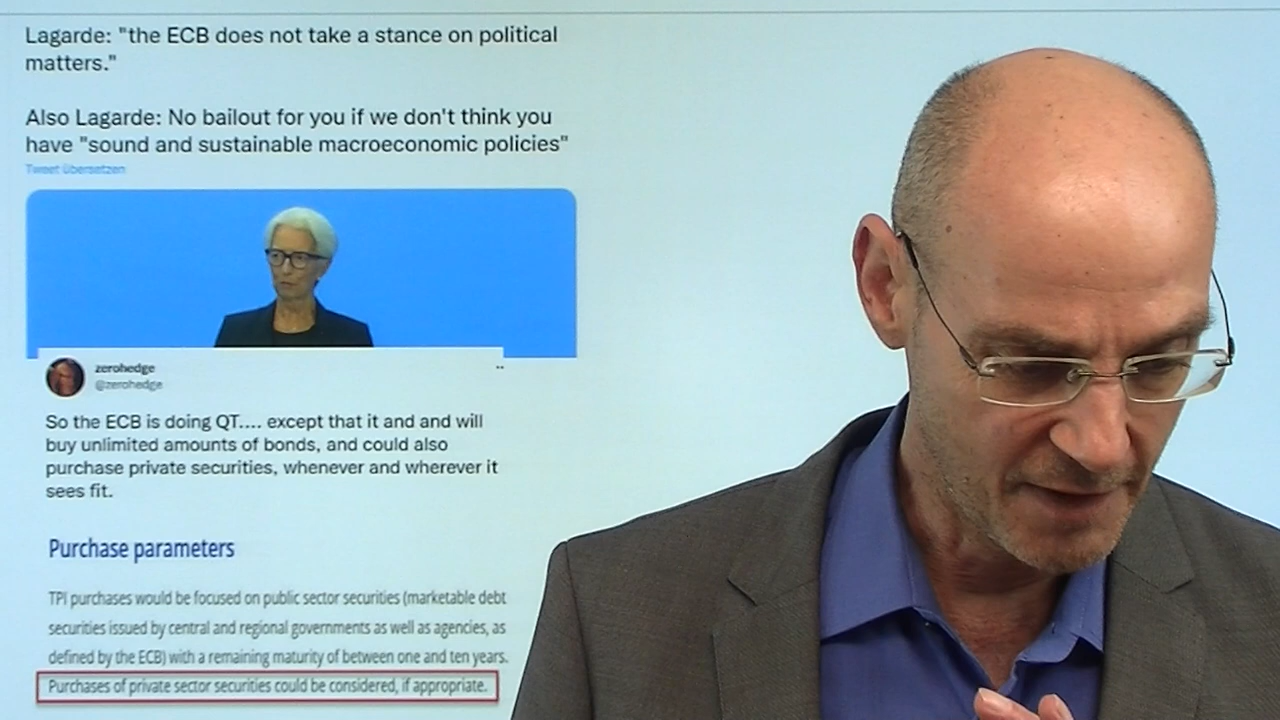 Lagarde: "the ECB does not take a stance on political
matters."
Also Lagarde: No bailout for you if we don't think you
have "sound and sustainable macroeconomic policies"
Tweet übersetzen
zerohedge
@zerohedge
So the ECB is doing QT.... except that it and and will
buy unlimited amounts of bonds, and could also
purchase private securities, whenever and wherever it
sees fit.
Purchase parameters
TPI purchases would be focused on public sector securities (marketable debt
securities issued by central and regional governments as well as agencies, as
defined by the ECB) with a remaining maturity of between one and ten years.
Purchases of private sector securities could be considered, if appropriate.